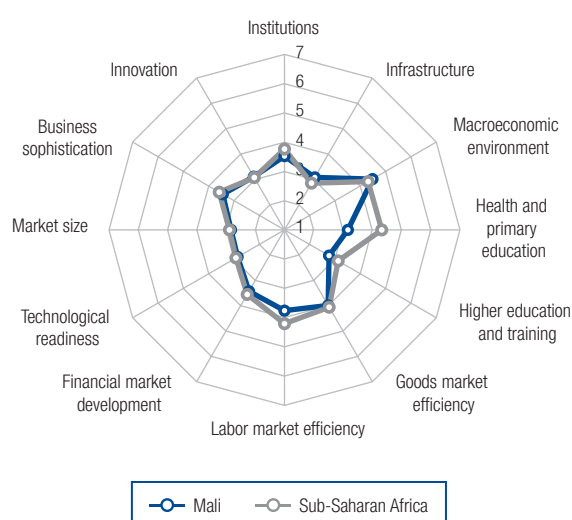 Institutions
Infrastructure
Macroeconomic
environment
Health and
primary
education
Higher education
and training
Goods market
efficiency
Labor market efficiency
Financial market
development
Technological
readiness
Market size
Business
sophistication
Innovation
7
6
5
4
3
2
1
Mali
Sub-Saharan Africa